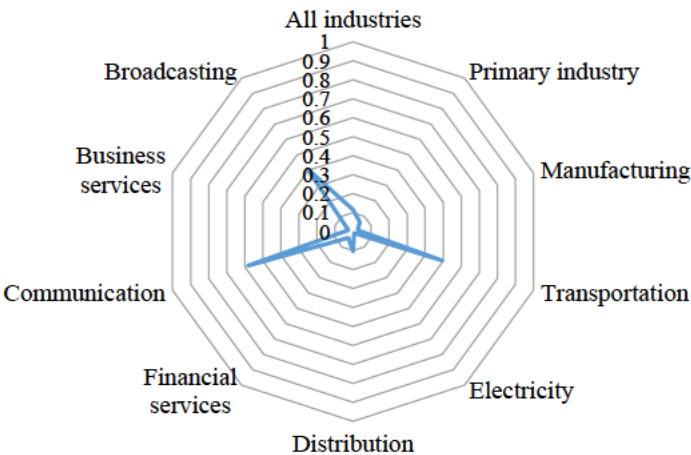 All industries
1
0.9
0.8
0.7
0.6
0.5
0.4
0.3
0.2
0.1
0
Primary industry
Manufacturing
Transportation
Electricity
Distribution
Financial
services
Communication
Business
services
Broadcasting